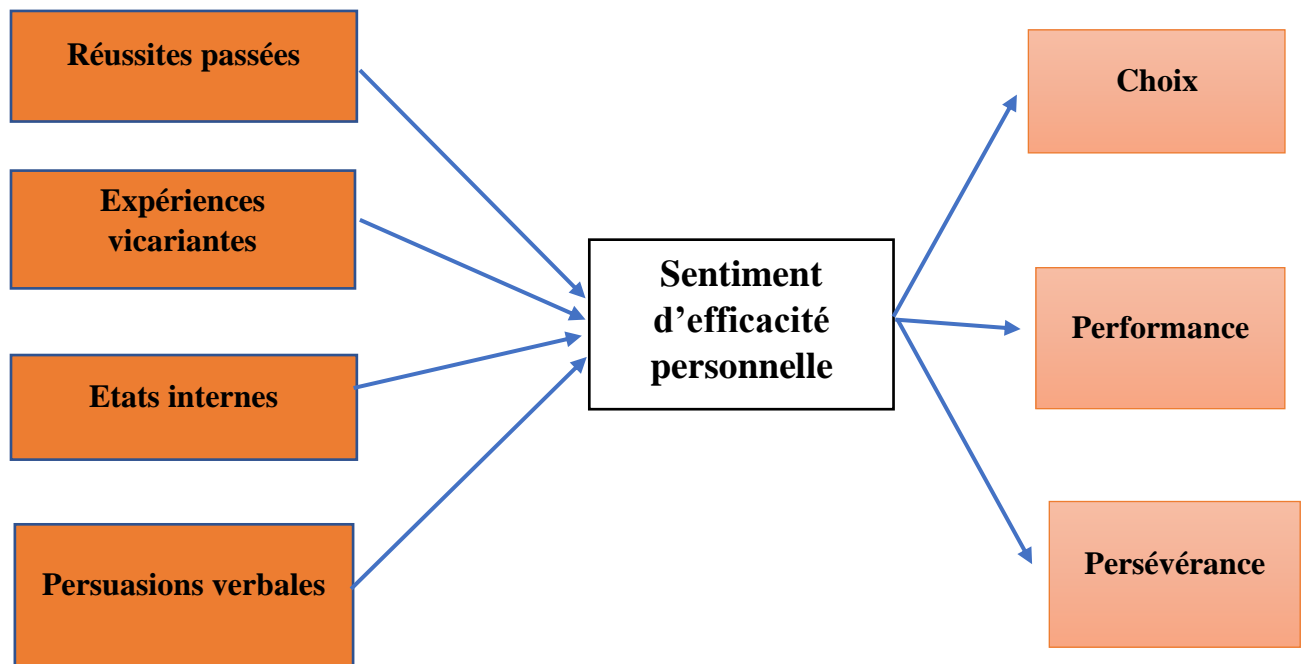 Réussites passées
Expériences
vicariantes
Etats internes
Persuasions verbales
Sentiment
d’efficacité
personnelle
Choix
Performance
Persévérance